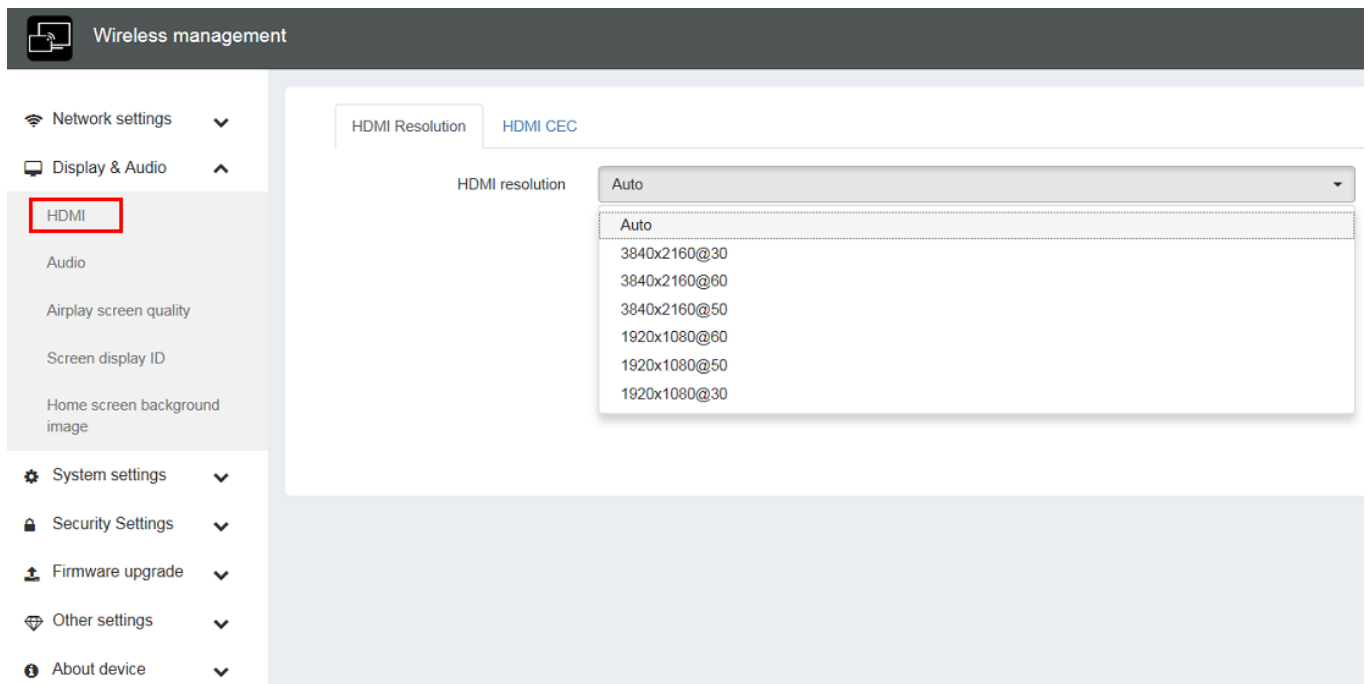 Wireless management
Network settings
Display & Audio
HDMI
Audio
Airplay screen quality
Screen display ID
Home screen background
image
System settings
Security Settings
Firmware upgrade
Other settings
About device
HDMI Resolution
HDMI CEC
HDMI resolution
Auto
Auto
3840x2160@30
3840x2160@60
3840x2160@50
1920x1080@60
1920x1080@50
1920x1080@30